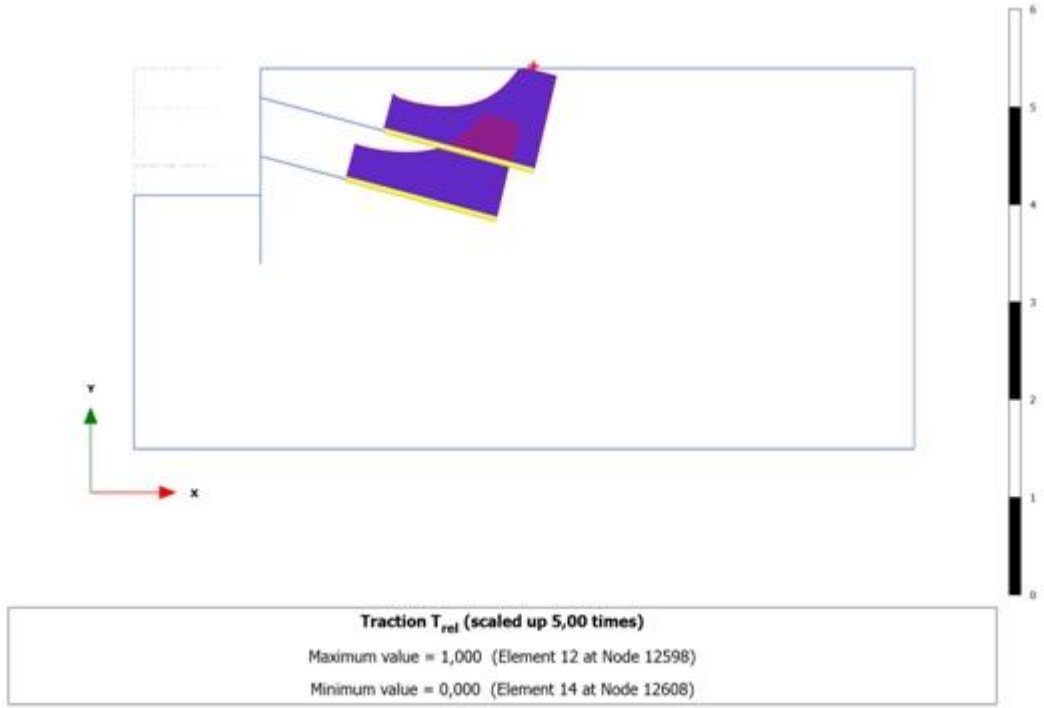 6
5
4
3
2
1
0
Y
X
Traction T_rel (scaled up 5,00 times)
Maximum value = 1,000 (Element 12 at Node 12598)
Minimum value = 0,000 (Element 14 at Node 12608)